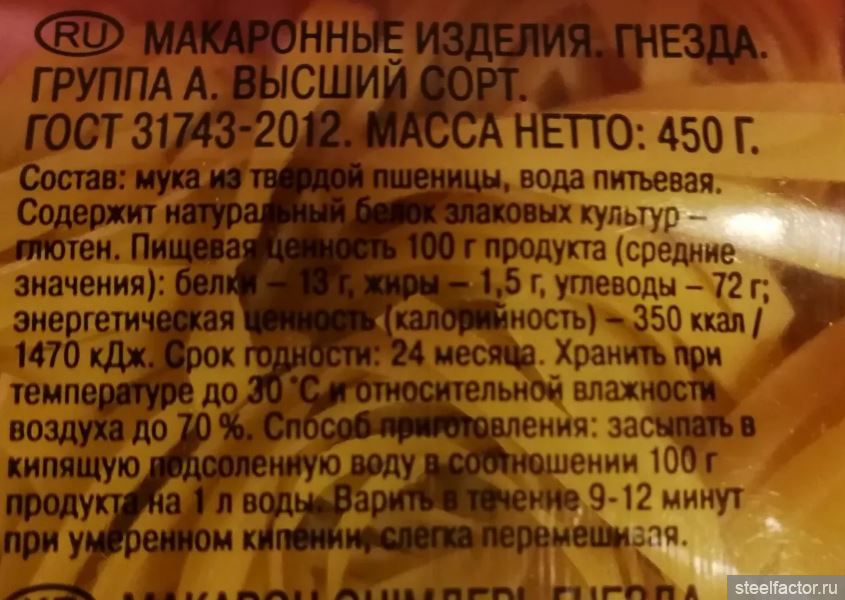 RU МАКАРОННЫЕ ИЗДЕЛИЯ. ГНЕЗДА.
ГРУППА А. ВЫСШИЙ СОРТ.
ГОСТ 31743-2012. МАССА НЕТТО: 450 Г.
Состав: мука из твердой пшеницы, вода питьевая.
Содержит натуральный белок злаковых культур –
глютен. Пищевая ценность 100 г продукта (средние
значения): белки – 13 г, жиры – 1,5 г, углеводы – 72 г;
энергетическая ценность (калорийность) – 350 ккал /
1470 кДж. Срок годности: 24 месяца. Хранить при
температуре до 30 °С и относительной влажности
воздуха до 70 %. Способ приготовления: засыпать в
кипящую подсоленную воду в соотношении 100 г
продукта на 1 л воды. Варить в течение 9-12 минут
при умеренном кипении, слегка перемешивая.
МАКАРОН ӨНІМДЕРІ. ГНЕЗДА
steelfactor.ru